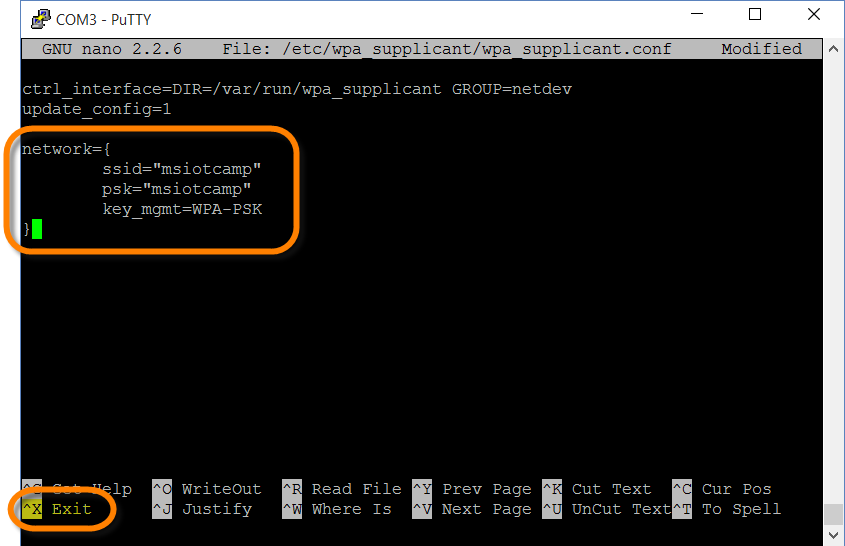 COM3 - PuTTY
GNU nano 2.2.6 File: /etc/wpa_supplicant/wpa_supplicant.conf Modified
ctrl_interface=DIR=/var/run/wpa_supplicant GROUP=netdev
update_config=1
network={
ssid="msiotcamp"
psk="msiotcamp"
key_mgmt=WPA-PSK
}
^G Get Help ^O WriteOut ^R Read File ^Y Prev Page ^K Cut Text ^C Cur Pos
^X Exit ^J Justify ^W Where Is ^V Next Page ^U UnCut Text ^T To Spell